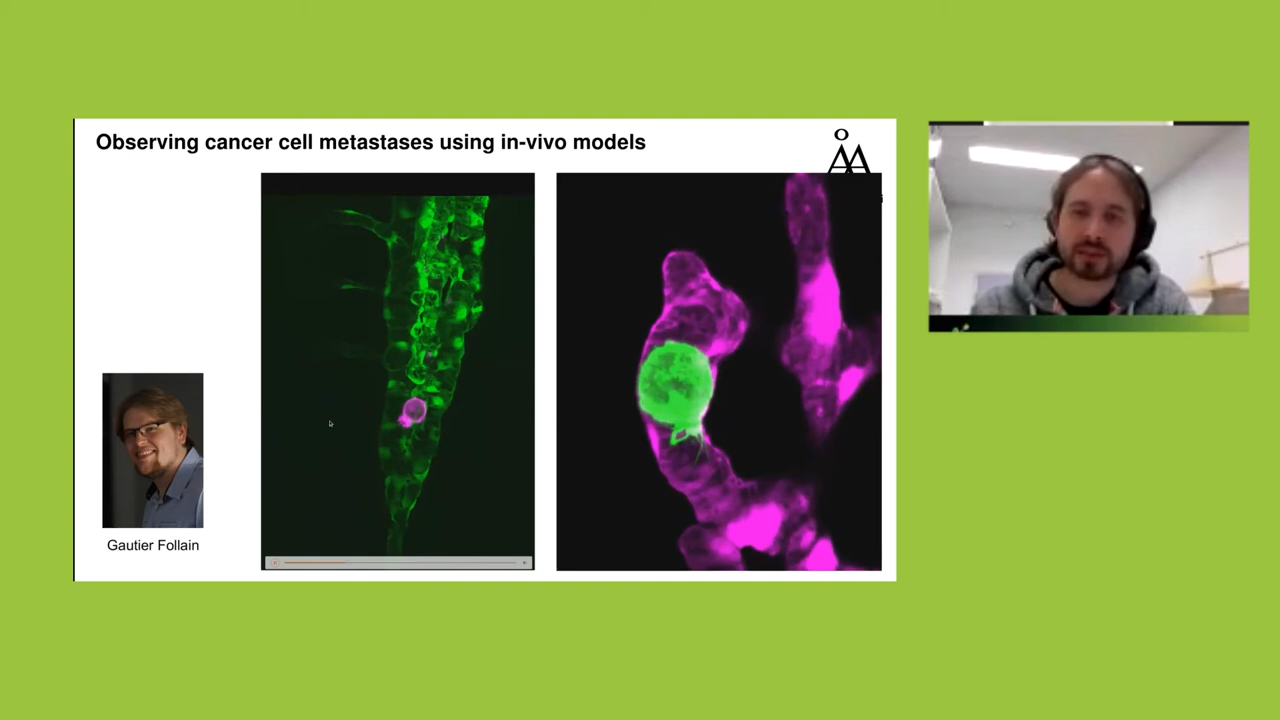 Observing cancer cell metastases using in-vivo models
Gautier Follain